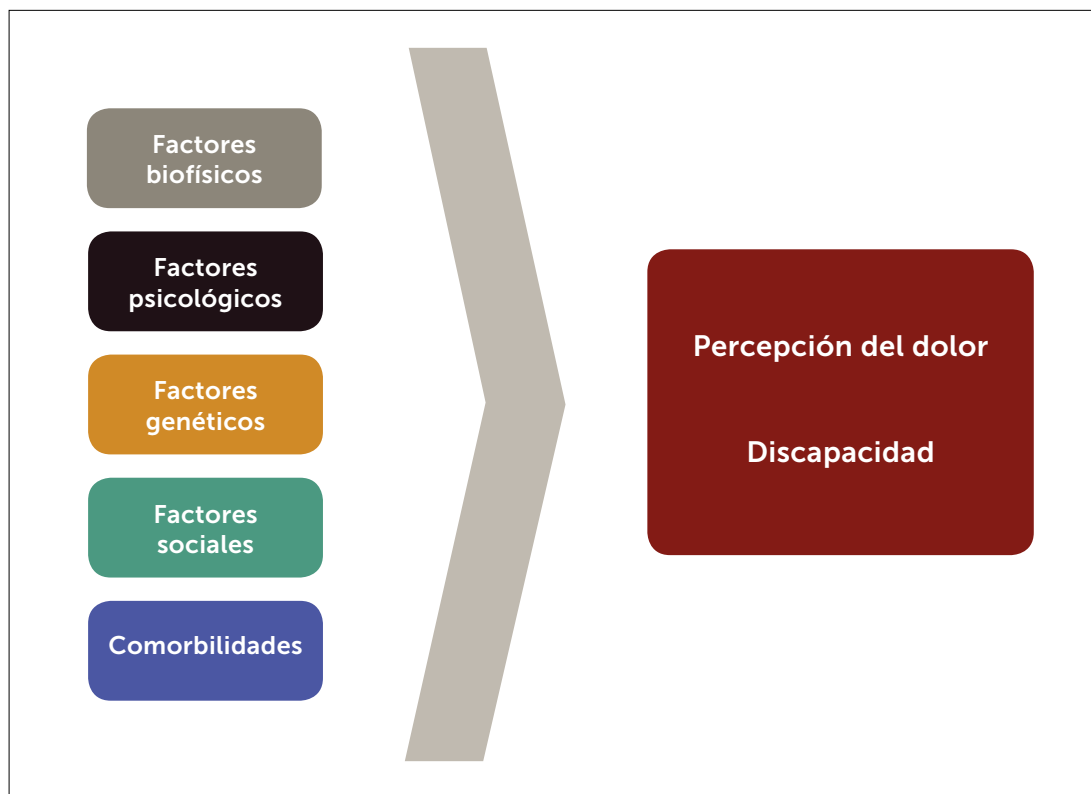 Factores
biofísicos
Factores
psicológicos
Factores
genéticos
Factores
sociales
Comorbilidades
Percepción del dolor
Discapacidad